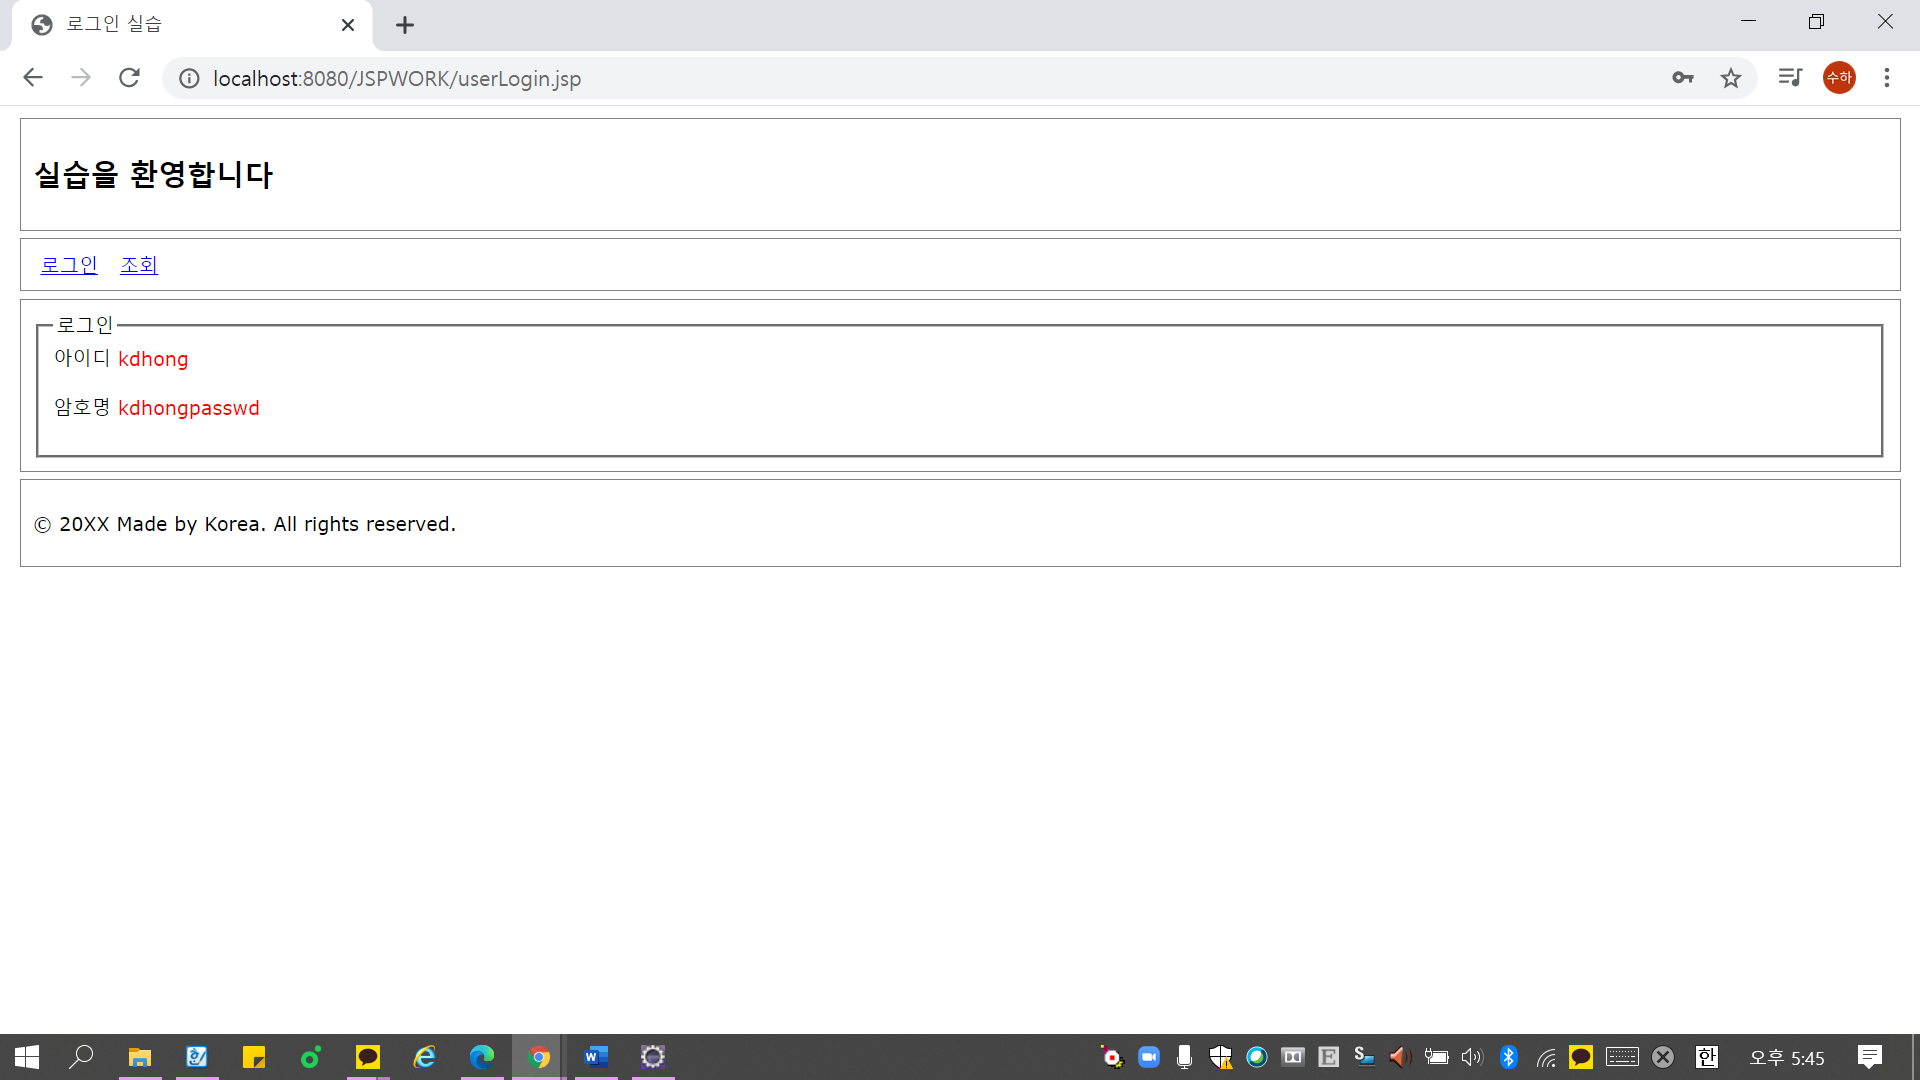 로그인 실습
localhost:8080/JSPWORK/userLogin.jsp
수하
실습을 환영합니다
로그인 조회
로그인
아이디 kdhong
암호명 kdhongpasswd
© 20XX Made by Korea. All rights reserved.
한 오후 5:45